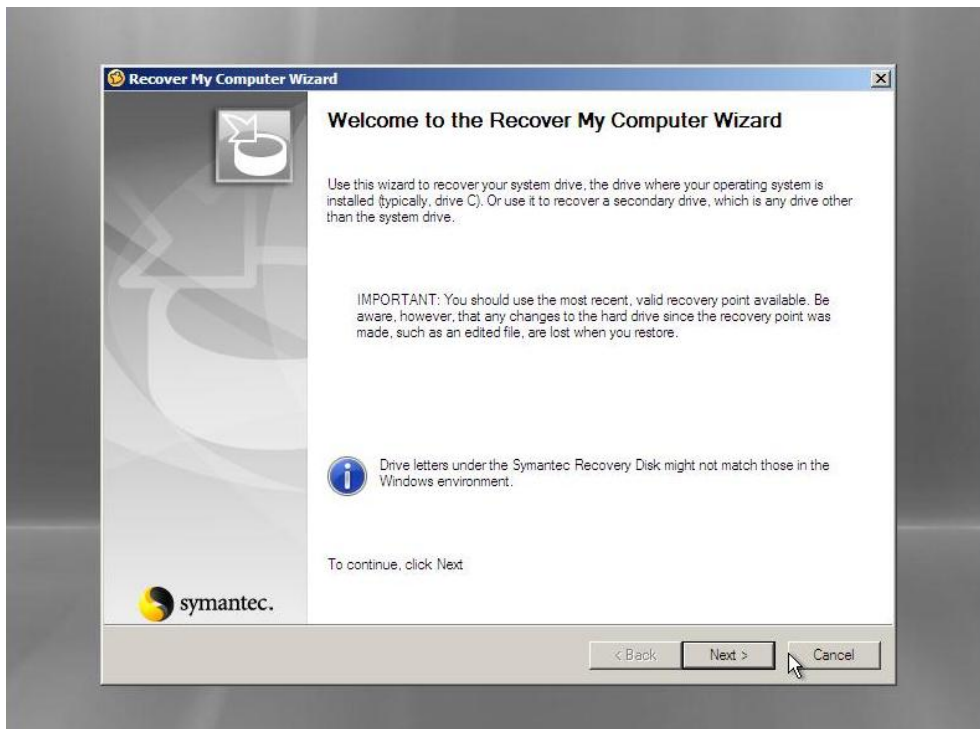 Recover My Computer Wizard
Welcome to the Recover My Computer Wizard
Use this wizard to recover your system drive, the drive where your operating system is
installed (typically, drive C). Or use it to recover a secondary drive, which is any drive other
than the system drive.
IMPORTANT: You should use the most recent, valid recovery point available. Be
aware, however, that any changes to the hard drive since the recovery point was
made, such as an edited file, are lost when you restore.
Drive letters under the Symantec Recovery Disk might not match those in the
Windows environment.
To continue, click Next
symantec.
< Back
Next >
Cancel